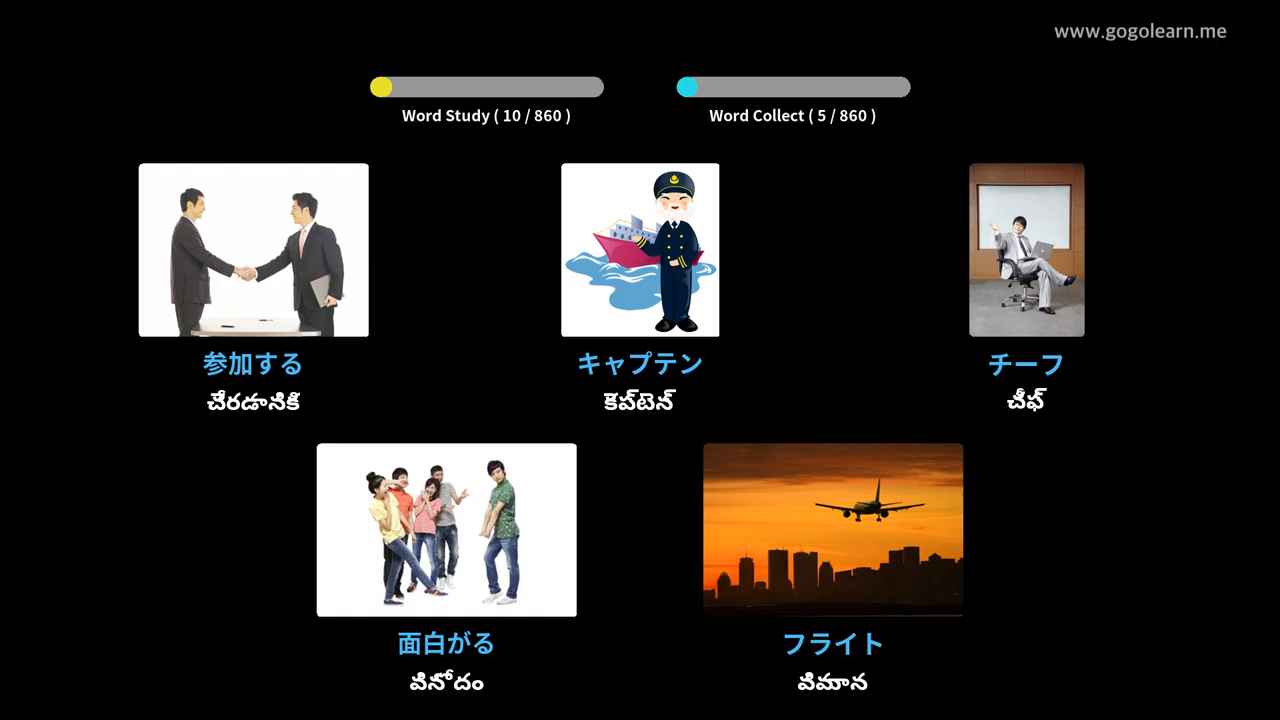 www.gogolearn.me
Word Study ( 10 / 860 )
Word Collect ( 5 / 860 )
参加する
చేరడానికి
キャプテン
కెప్టెన్
チーフ
చీఫ్
面白がる
వినోదం
フライト
విమాన